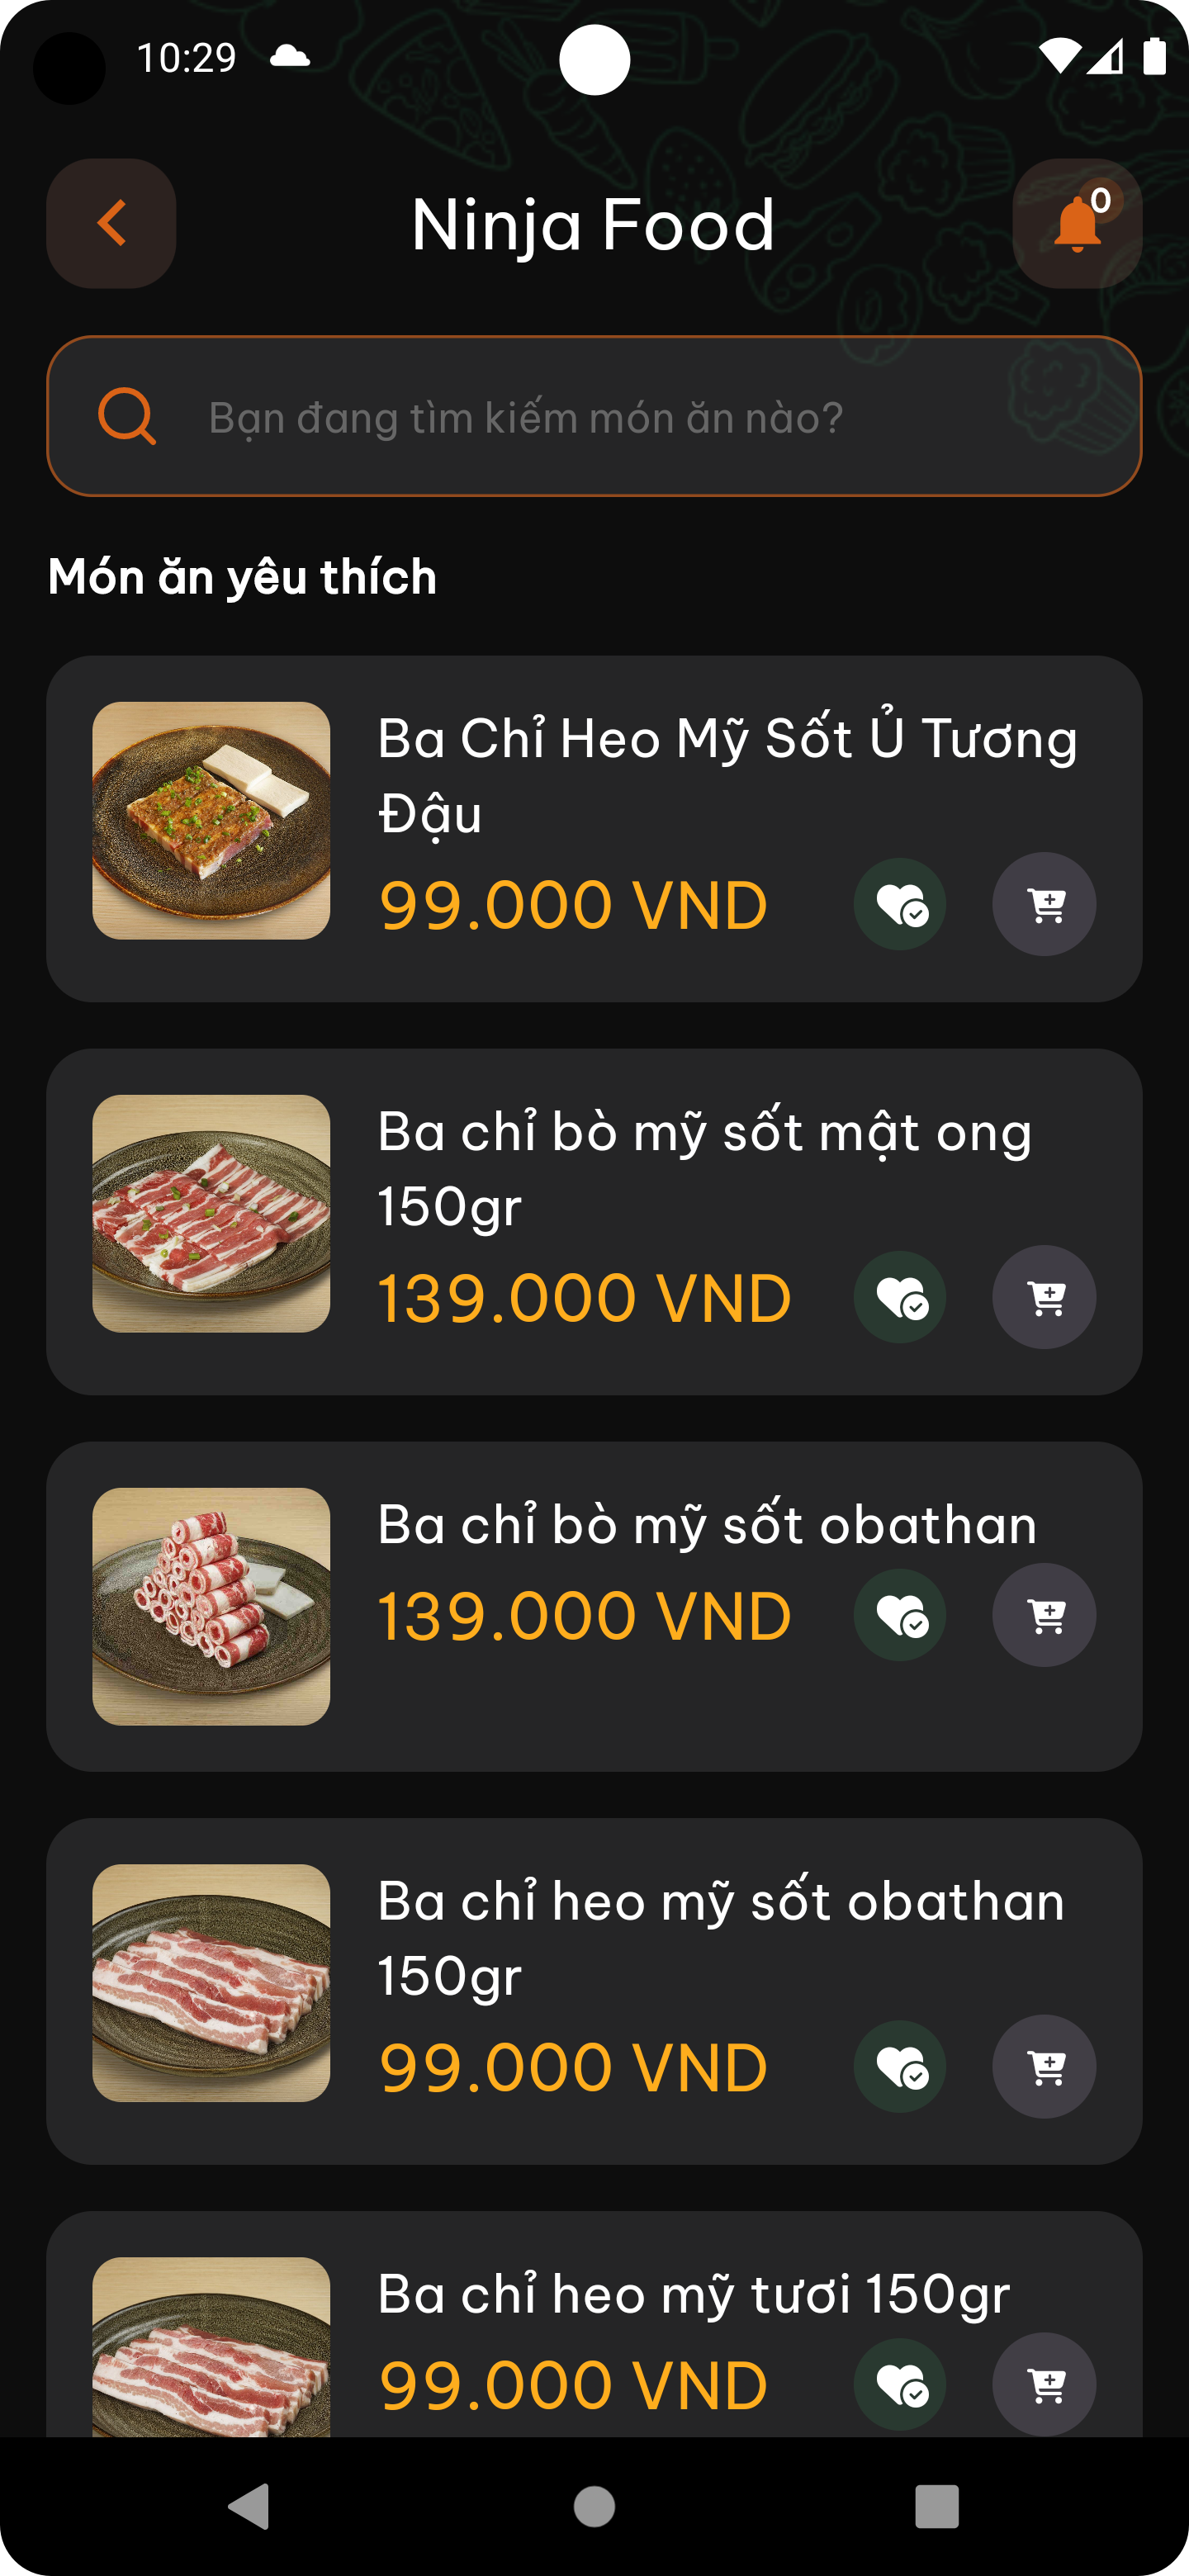 10:29
Ninja Food
0
Bạn đang tìm kiếm món ăn nào?
Món ăn yêu thích
Ba Chỉ Heo Mỹ Sốt Ủ Tương
Đậu
99.000 VND
Ba chỉ bò mỹ sốt mật ong
150gr
139.000 VND
Ba chỉ bò mỹ sốt obathan
139.000 VND
Ba chỉ heo mỹ sốt obathan
150gr
99.000 VND
Ba chỉ heo mỹ tươi 150gr
99.000 VND